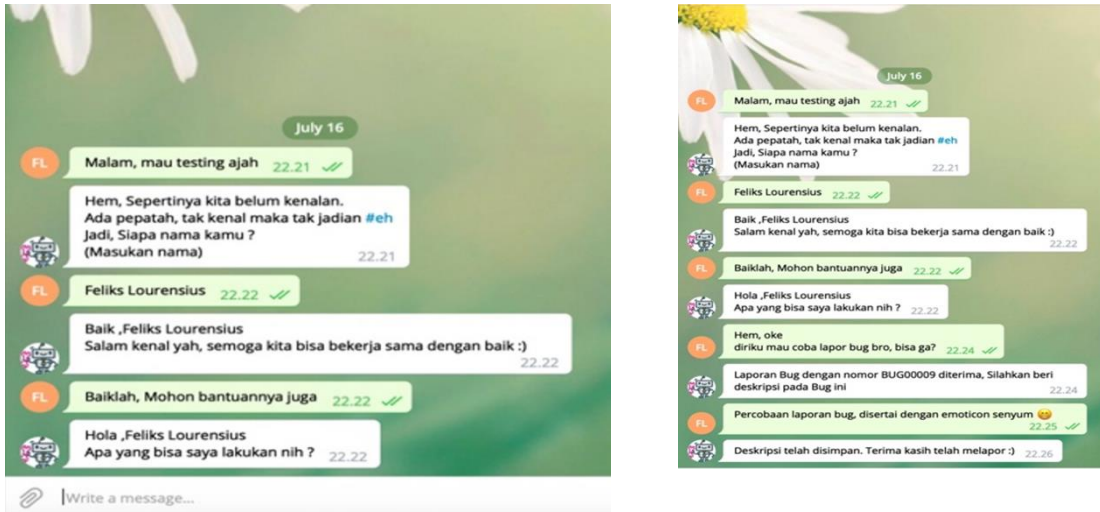 July 16
FL
Malam, mau testing ajah 22.21
Hem, Sepertinya kita belum kenalan.
Ada pepatah, tak kenal maka tak jadian #eh
Jadi, Siapa nama kamu ?
(Masukan nama) 22.21
FL
Feliks Lourensius 22.22
Baik ,Feliks Lourensius
Salam kenal yah, semoga kita bisa bekerja sama dengan baik :)
22.22
FL
Baiklah, Mohon bantuannya juga 22.22
Hola ,Feliks Lourensius
Apa yang bisa saya lakukan nih ? 22.22
Write a message...
July 16
FL
Malam, mau testing ajah 22.21
Hem, Sepertinya kita belum kenalan.
Ada pepatah, tak kenal maka tak jadian #eh
Jadi, Siapa nama kamu ?
(Masukan nama) 22.21
FL
Feliks Lourensius 22.22
Baik ,Feliks Lourensius
Salam kenal yah, semoga kita bisa bekerja sama dengan baik :)
22.22
FL
Baiklah, Mohon bantuannya juga 22.22
Hola ,Feliks Lourensius
Apa yang bisa saya lakukan nih ? 22.22
FL
Hem, oke
diriku mau coba lapor bug bro, bisa ga? 22.24
Laporan Bug dengan nomor BUG00009 diterima, Silahkan beri
deskripsi pada Bug ini 22.24
FL
Percobaan laporan bug, disertai dengan emoticon senyum 😋
22.25
Deskripsi telah disimpan. Terima kasih telah melapor :) 22.26